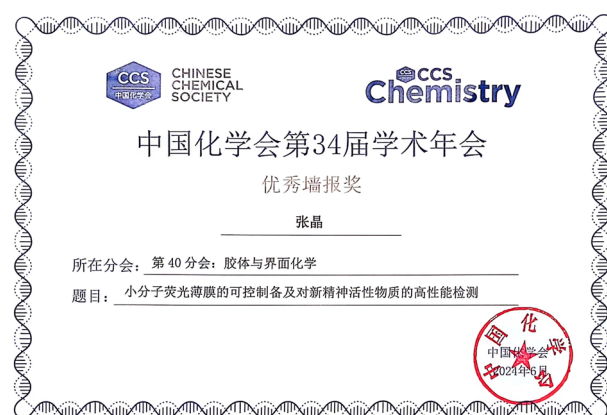 CCS
中国化学会
CHINESE
CHEMICAL
SOCIETY
CCS
Chemistry
中国化学会第34届学术年会
优秀墙报奖
张晶
所在分会：第 40 分会：胶体与界面化学
题目：小分子荧光薄膜的可控制备及对新精神活性物质的高性能检测
中国化学会
中国化学会
2024年6月